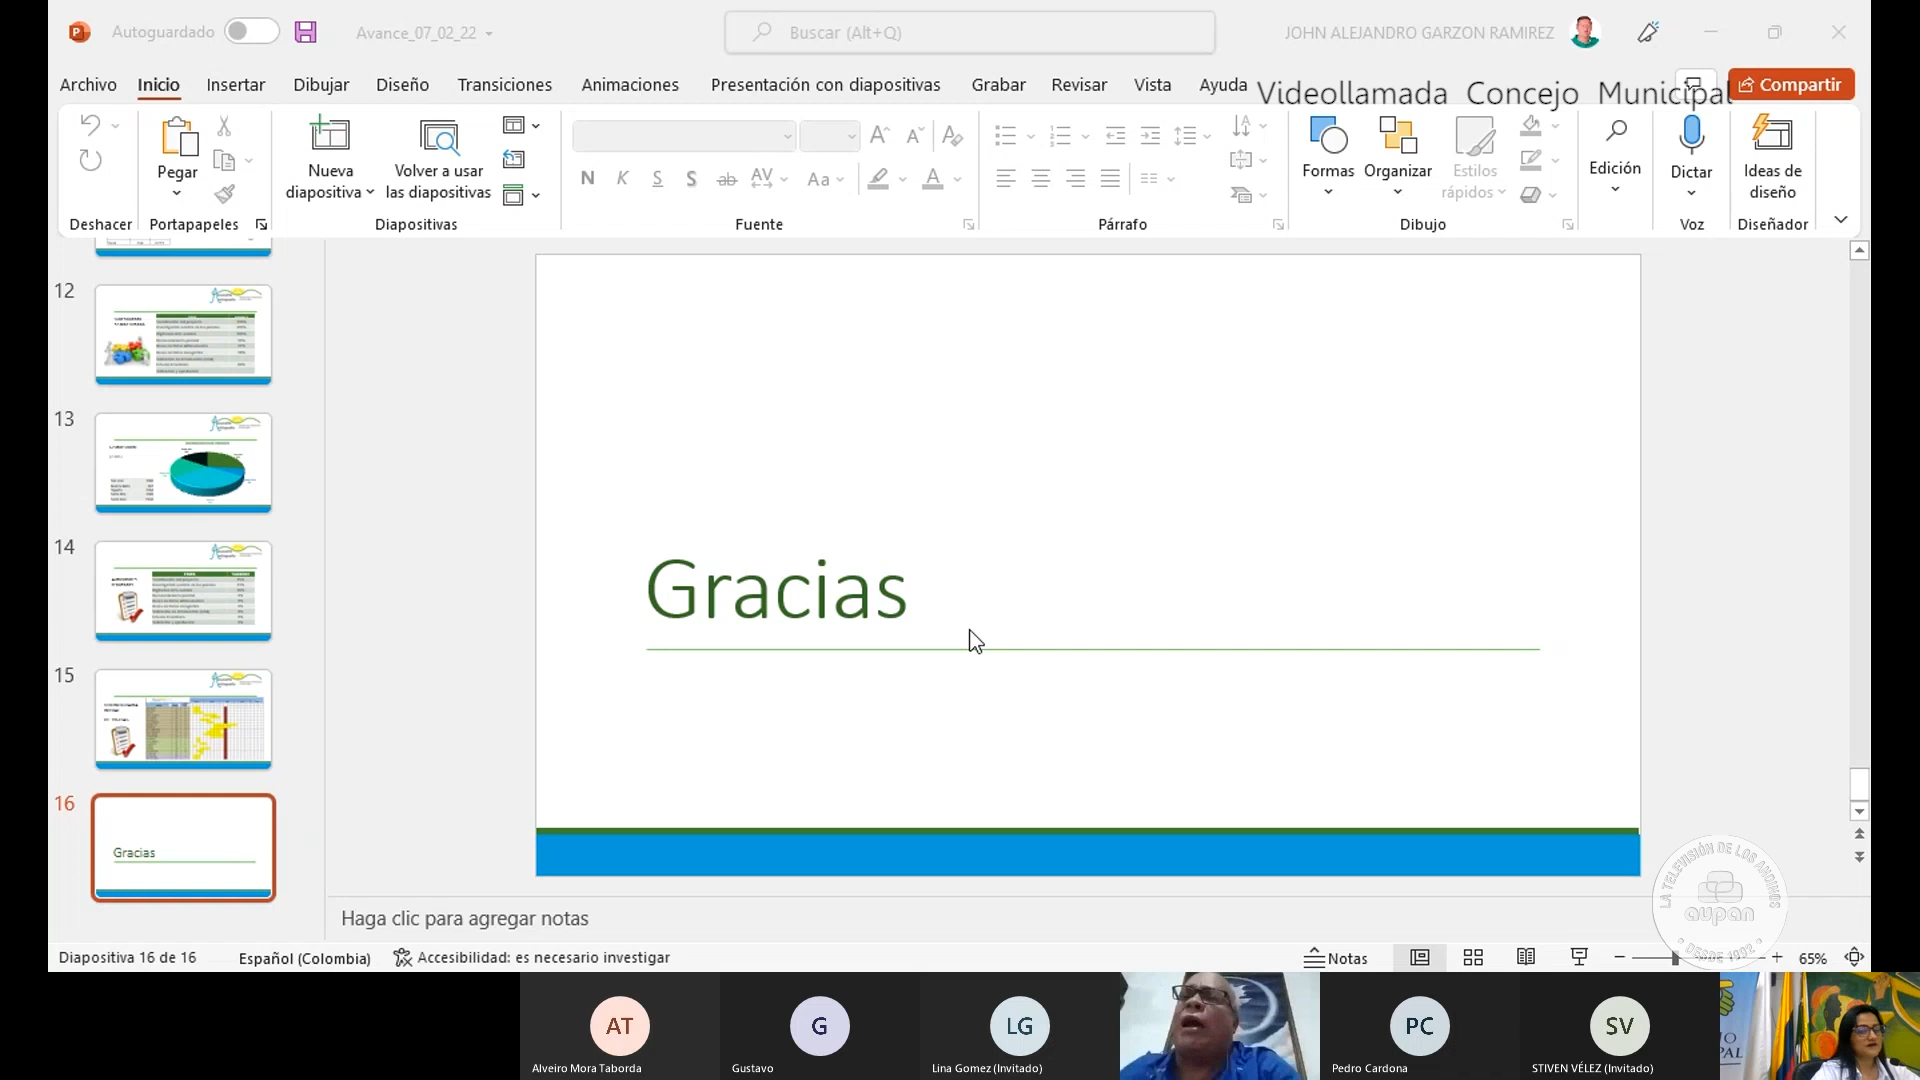 Autoguardado
Avance_07_02_22
Buscar (Alt+Q)
JOHN ALEJANDRO GARZON RAMIREZ
Archivo Inicio Insertar Dibujar Diseño Transiciones Animaciones Presentación con diapositivas Grabar Revisar Vista Ayuda
Videollamada Concejo Municipal
Compartir
Pegar
Nueva diapositiva
Volver a usar las diapositivas
N K S S ab AV Aa A
Formas
Organizar
Estilos rápidos
Edición
Dictar
Ideas de diseño
Deshacer Portapapeles Diapositivas Fuente Párrafo Dibujo Voz Diseñador
12
13
14
15
16
Gracias
Gracias
Haga clic para agregar notas
LA TELEVISIÓN DE LOS ANDINOS
aupan
DESDE 1992
Diapositiva 16 de 16
Español (Colombia)
Accesibilidad: es necesario investigar
Notas
65%
AT
G
LG
PC
SV
Alveiro Mora Taborda
Gustavo
Lina Gomez (Invitado)
Pedro Cardona
STIVEN VÉLEZ (Invitado)